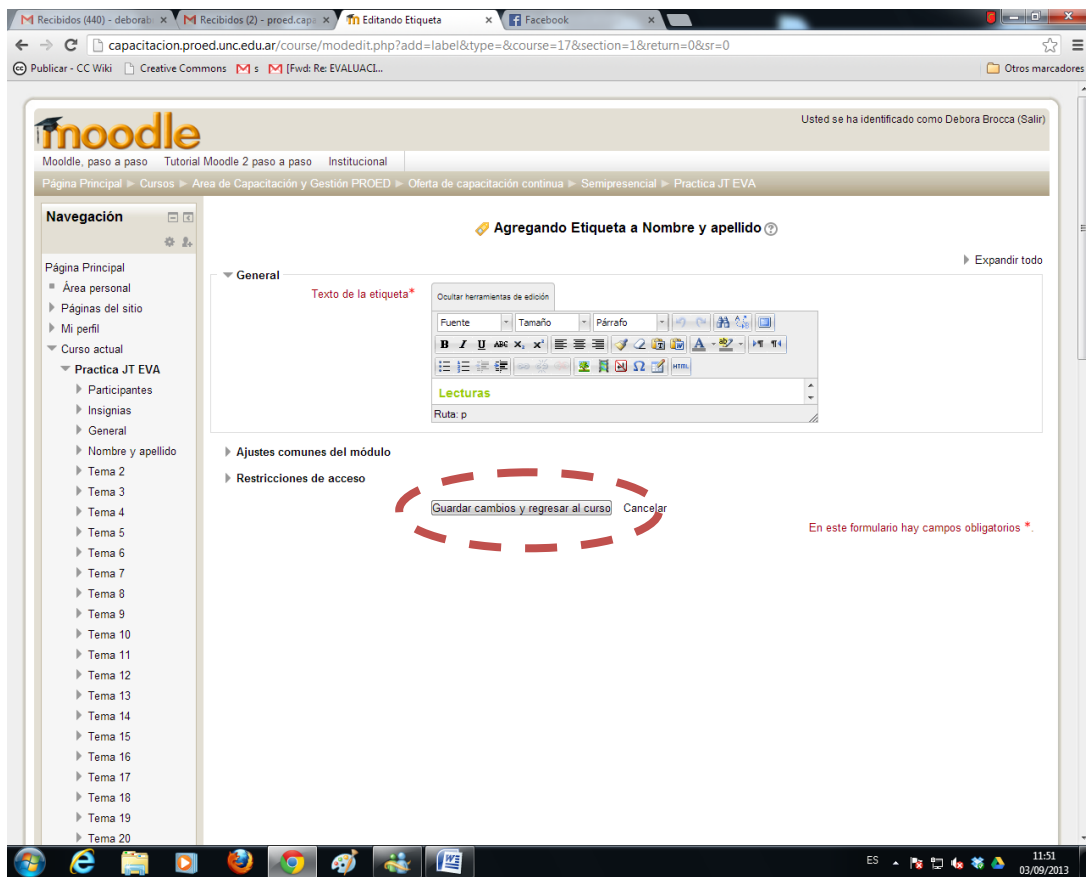 Recibidos (440) - debora
Recibidos (2) - proed.capa
Editando Etiqueta
Facebook
capacitacion.proed.unc.edu.ar/course/modedit.php?add=label&type=&course=17&section=1&return=0&sr=0
Publicar - CC Wiki Creative Commons s [Fwd: Re: EVALUACI... Otros marcadores
moodle
Usted se ha identificado como Debora Brocca (Salir)
Mooldle, paso a paso Tutorial Moodle 2 paso a paso Institucional
Página Principal ► Cursos ► Area de Capacitación y Gestión PROED ► Oferta de capacitación continua ► Semipresencial ► Practica JT EVA
Navegación
Página Principal
Área personal
Páginas del sitio
Mi perfil
Curso actual
Practica JT EVA
Participantes
Insignias
General
Nombre y apellido
Tema 2
Tema 3
Tema 4
Tema 5
Tema 6
Tema 7
Tema 8
Tema 9
Tema 10
Tema 11
Tema 12
Tema 13
Tema 14
Tema 15
Tema 16
Tema 17
Tema 18
Tema 19
Tema 20
Agregando Etiqueta a Nombre y apellido
Expandir todo
General
Texto de la etiqueta*
Ocultar herramientas de edición
Fuente Tamaño Párrafo
B I U ABC X₂ X²
HTML
Lecturas
Ruta: p
Ajustes comunes del módulo
Restricciones de acceso
Guardar cambios y regresar al curso Cancelar
En este formulario hay campos obligatorios *.
ES 11:51
03/09/2013